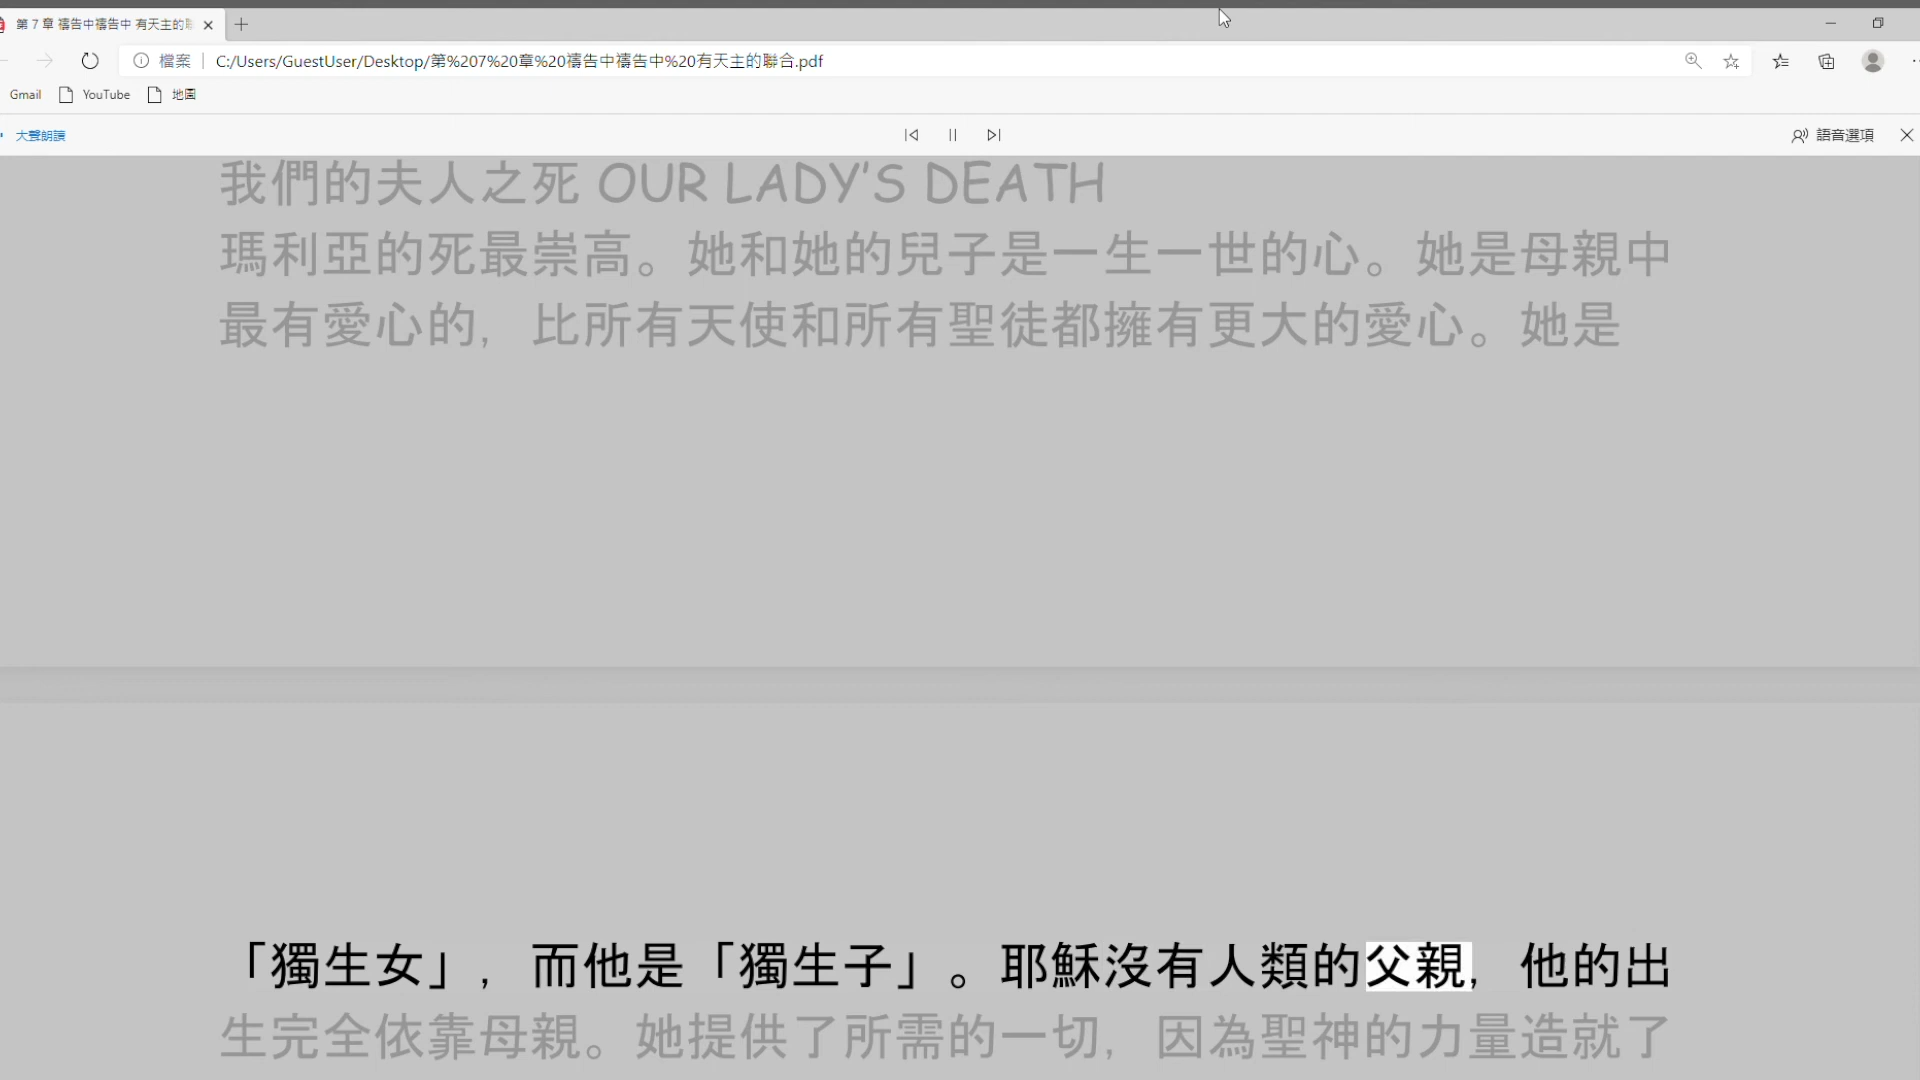 第 7 章 禱告中禱告中 有天主的
檔案 C:/Users/GuestUser/Desktop/第%207%20章%20禱告中禱告中%20有天主的聯合.pdf
Gmail YouTube 地圖
大聲朗讀 語音選項
我們的夫人之死 OUR LADY'S DEATH
瑪利亞的死最崇高。她和她的兒子是一生一世的心。她是母親中
最有愛心的，比所有天使和所有聖徒都擁有更大的愛心。她是
「獨生女」，而他是「獨生子」。耶穌沒有人類的父親，他的出
生完全依靠母親。她提供了所需的一切，因為聖神的力量造就了